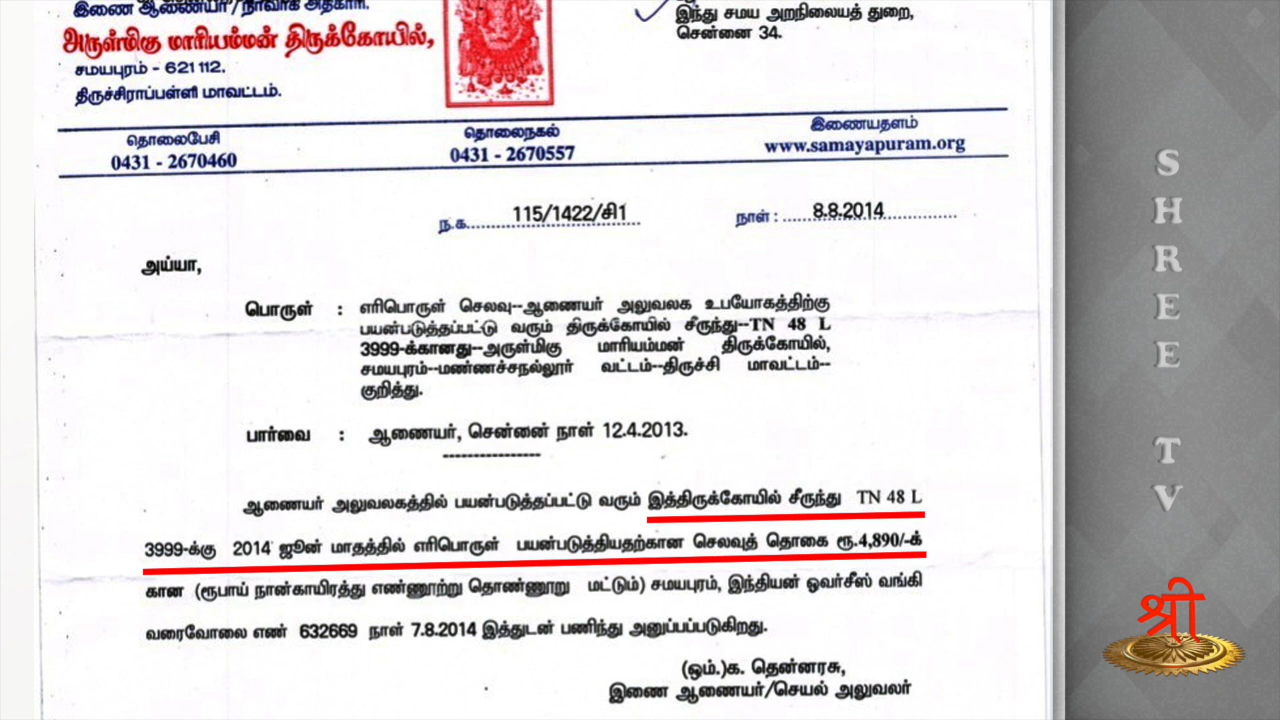 இணை ஆணையர்/நிர்வாக அதிகாரி.
அருள்மிகு மாரியம்மன் திருக்கோயில்,
சமயபுரம் - 621 112.
திருச்சிராப்பள்ளி மாவட்டம்.
இந்து சமய அறநிலையத் துறை,
சென்னை 34.
தொலைபேசி
0431 - 2670460
தொலைநகல்
0431 - 2670557
இணையதளம்
www.samayapuram.org
ந.க. 115/1422/சி1
நாள் : 8.8.2014
அய்யா,
பொருள் : எரிபொருள் செலவு--ஆணையர் அலுவலக உபயோகத்திற்கு
பயன்படுத்தப்பட்டு வரும் திருக்கோயில் சீருந்து--TN 48 L
3999-க்கானது--அருள்மிகு மாரியம்மன் திருக்கோயில்,
சமயபுரம்--மண்ணச்சநல்லூர் வட்டம்--திருச்சி மாவட்டம்--
குறித்து.
பார்வை : ஆணையர், சென்னை நாள் 12.4.2013.
----------------
ஆணையர் அலுவலகத்தில் பயன்படுத்தப்பட்டு வரும் இத்திருக்கோயில் சீருந்து TN 48 L
3999-க்கு 2014 ஜூன் மாதத்தில் எரிபொருள் பயன்படுத்தியதற்கான செலவுத் தொகை ரூ.4,890/-க்
கான (ரூபாய் நான்காயிரத்து எண்ணூற்று தொண்ணூறு மட்டும்) சமயபுரம், இந்தியன் ஓவர்சீஸ் வங்கி
வரைவோலை எண் 632669 நாள் 7.8.2014 இத்துடன் பணிந்து அனுப்பப்படுகிறது.
(ஒம்.)க. தென்னரசு,
இணை ஆணையர்/செயல் அலுவலர்
SHREE TV
श्री